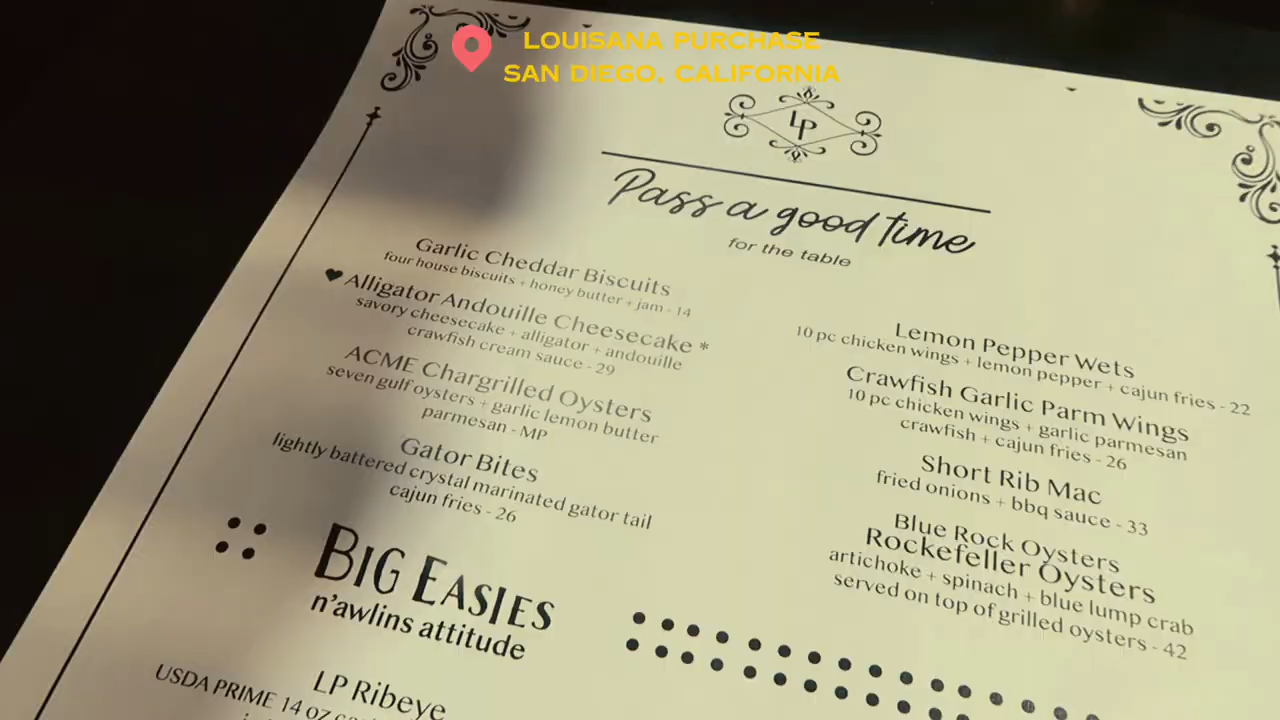 LOUISANA PURCHASE
SAN DIEGO, CALIFORNIA
LP
Pass a good time
for the table
Garlic Cheddar Biscuits
four house biscuits + honey butter + jam - 14
Alligator Andouille Cheesecake *
savory cheesecake + alligator + andouille
crawfish cream sauce - 29
ACME Chargrilled Oysters
seven gulf oysters + garlic lemon butter
parmesan - MP
Gator Bites
lightly battered crystal marinated gator tail
cajun fries - 26
Lemon Pepper Wets
10 pc chicken wings + lemon pepper + cajun fries - 22
Crawfish Garlic Parm Wings
10 pc chicken wings + garlic parmesan
crawfish + cajun fries - 26
Short Rib Mac
fried onions + bbq sauce - 33
Blue Rock Oysters
Rockefeller Oysters
artichoke + spinach + blue lump crab
served on top of grilled oysters - 42
BIG EASIES
n'awlins attitude
LP Ribeye
USDA PRIME 14 oz